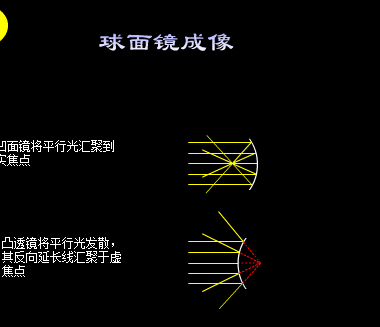 球面镜成像
凹面镜将平行光汇聚到
实焦点
凸透镜将平行光发散，
其反向延长线汇聚于虚
焦点